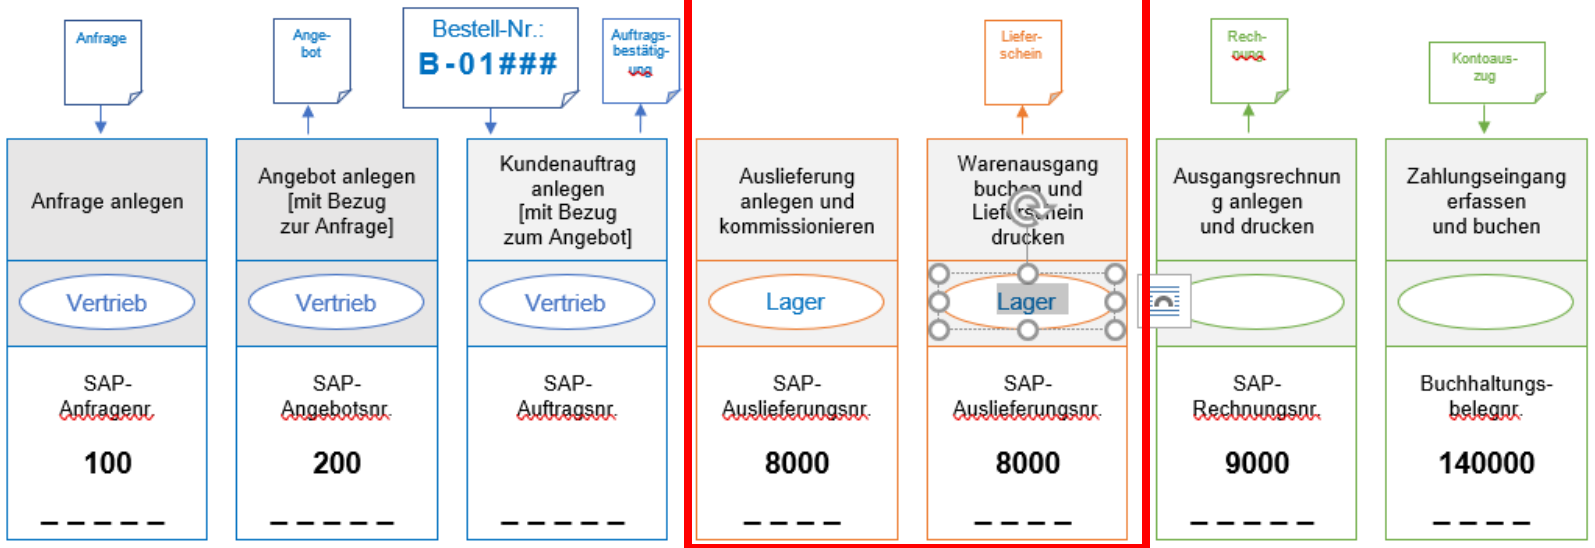 Anfrage
Ange-
bot
Bestell-Nr.:
B-01###
Auftrags-
bestätig-
ung
Liefer-
schein
Rech-
nung
Kontoaus-
zug
Anfrage anlegen
Angebot anlegen
[mit Bezug
zur Anfrage]
Kundenauftrag
anlegen
[mit Bezug
zum Angebot]
Auslieferung
anlegen und
kommissionieren
Warenausgang
buchen und
Lieferschein
drucken
Ausgangsrechnun
g anlegen
und drucken
Zahlungseingang
erfassen
und buchen
Vertrieb
Vertrieb
Vertrieb
Lager
Lager
SAP-
Anfragenr.
100
_ _ _ _ _
SAP-
Angebotsnr.
200
_ _ _ _ _
SAP-
Auftragsnr.
_ _ _ _ _
SAP-
Auslieferungsnr.
8000
_ _ _ _
SAP-
Auslieferungsnr.
8000
_ _ _ _
SAP-
Rechnungsnr.
9000
_ _ _ _ _
Buchhaltungs-
belegnr.
140000
_ _ _ _